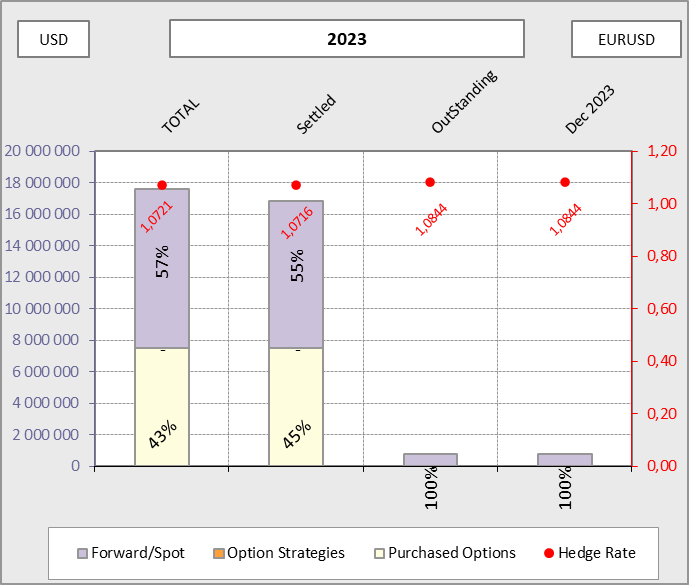 USD
2023
EURUSD
TOTAL
Settled
OutStanding
Dec 2023
20 000 000
18 000 000
16 000 000
14 000 000
12 000 000
10 000 000
8 000 000
6 000 000
4 000 000
2 000 000
0
1,20
1,00
0,80
0,60
0,40
0,20
0,00
1,0721
1,0716
1,0844
1,0844
57%
55%
-
-
43%
45%
100%
100%
Forward/Spot
Option Strategies
Purchased Options
Hedge Rate